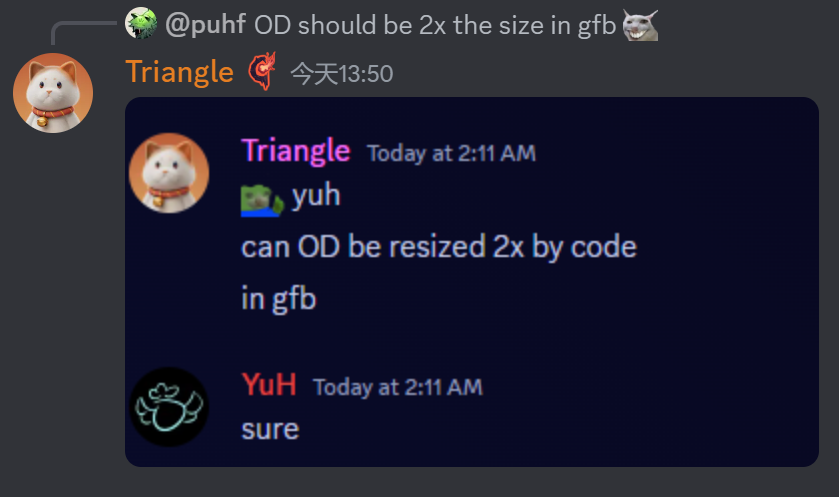 @puhf OD should be 2x the size in gfb
Triangle 今天13:50
Triangle Today at 2:11 AM
yuh
can OD be resized 2x by code
in gfb
YuH Today at 2:11 AM
sure